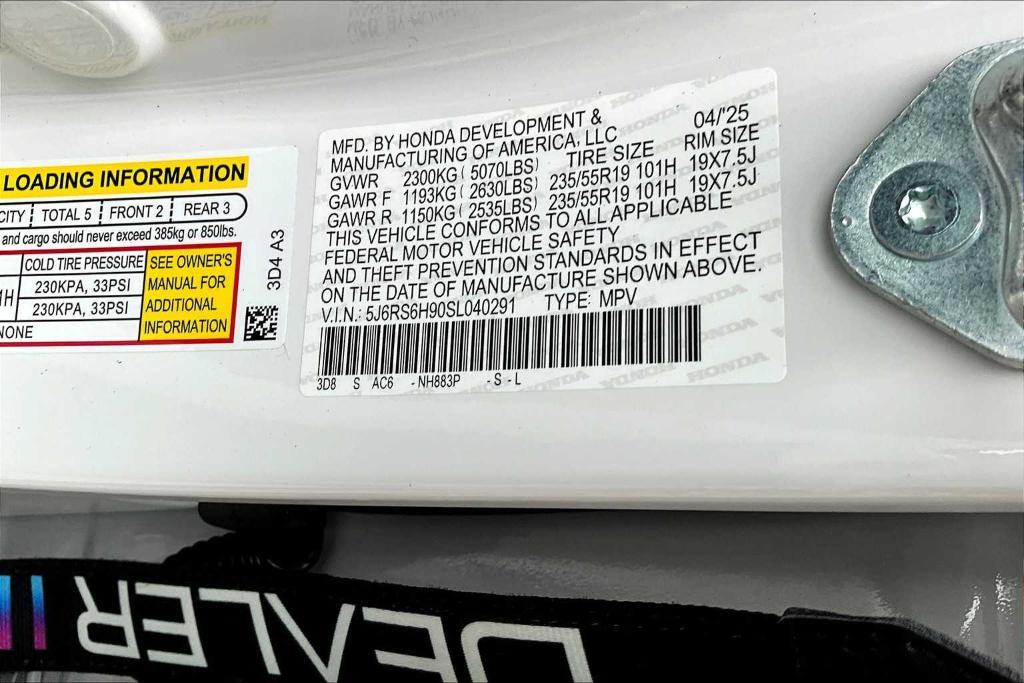 LOADING INFORMATION
CITY TOTAL 5 FRONT 2 REAR 3
and cargo should never exceed 385kg or 850lbs.
COLD TIRE PRESSURE
1H 230KPA, 33PSI
230KPA, 33PSI
NONE
SEE OWNER'S
MANUAL FOR
ADDITIONAL
INFORMATION
3D4 A3
MFD. BY HONDA DEVELOPMENT & 04/'25
MANUFACTURING OF AMERICA, LLC
GVWR 2300KG ( 5070LBS) TIRE SIZE RIM SIZE
GAWR F 1193KG ( 2630LBS) 235/55R19 101H 19X7.5J
GAWR R 1150KG ( 2535LBS) 235/55R19 101H 19X7.5J
THIS VEHICLE CONFORMS TO ALL APPLICABLE
FEDERAL MOTOR VEHICLE SAFETY
AND THEFT PREVENTION STANDARDS IN EFFECT
ON THE DATE OF MANUFACTURE SHOWN ABOVE.
V.I.N.: 5J6RS6H90SL040291 TYPE: MPV
3D8 S AC6 -NH883P -S-L
HONDA HONDA HONDA
DEALER